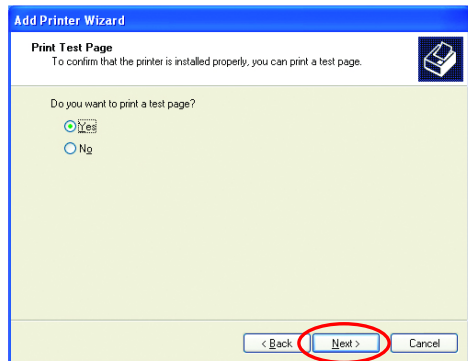 Add Printer Wizard
Print Test Page
To confirm that the printer is installed properly, you can print a test page.
Do you want to print a test page?
Yes
No
< Back Next > Cancel